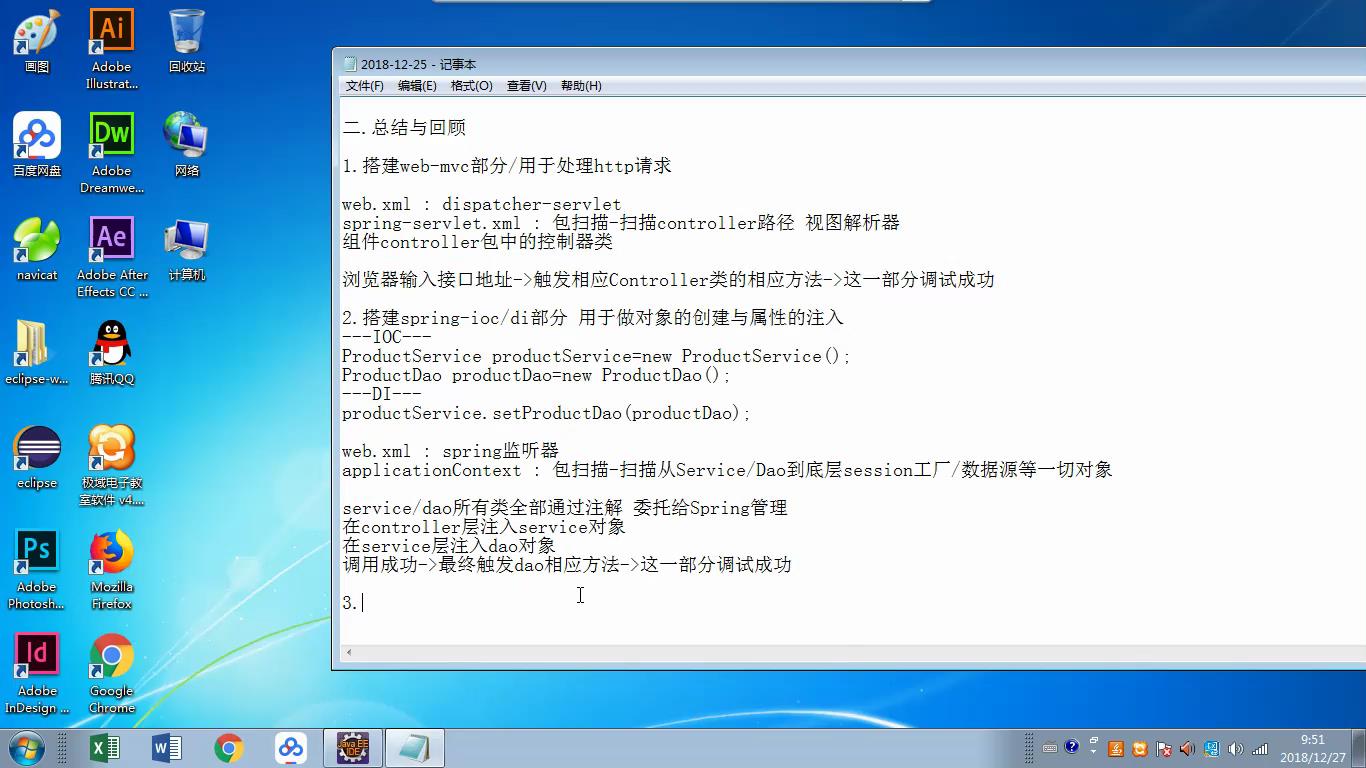 画图
Adobe
Illustrat...
回收站
百度网盘
Adobe
Dreamwe...
网络
navicat
Adobe After
Effects CC ...
计算机
eclipse-w...
腾讯QQ
eclipse
极域电子教
室软件 v4....
Adobe
Photosh...
Mozilla
Firefox
Adobe
InDesign ...
Google
Chrome
Ai
Dw
Ae
Ps
Id
2018-12-25 - 记事本
文件(F) 编辑(E) 格式(O) 查看(V) 帮助(H)
二.总结与回顾
1.搭建web-mvc部分/用于处理http请求
web.xml : dispatcher-servlet
spring-servlet.xml : 包扫描-扫描controller路径 视图解析器
组件controller包中的控制器类
浏览器输入接口地址->触发相应Controller类的相应方法->这一部分调试成功
2.搭建spring-ioc/di部分 用于做对象的创建与属性的注入
---IOC---
ProductService productService=new ProductService();
ProductDao productDao=new ProductDao();
---DI---
productService.setProductDao(productDao);
web.xml : spring监听器
applicationContext : 包扫描-扫描从Service/Dao到底层session工厂/数据源等一切对象
service/dao所有类全部通过注解 委托给Spring管理
在controller层注入service对象
在service层注入dao对象
调用成功->最终触发dao相应方法->这一部分调试成功
3.
Java EE
IDE
9:51
2018/12/27